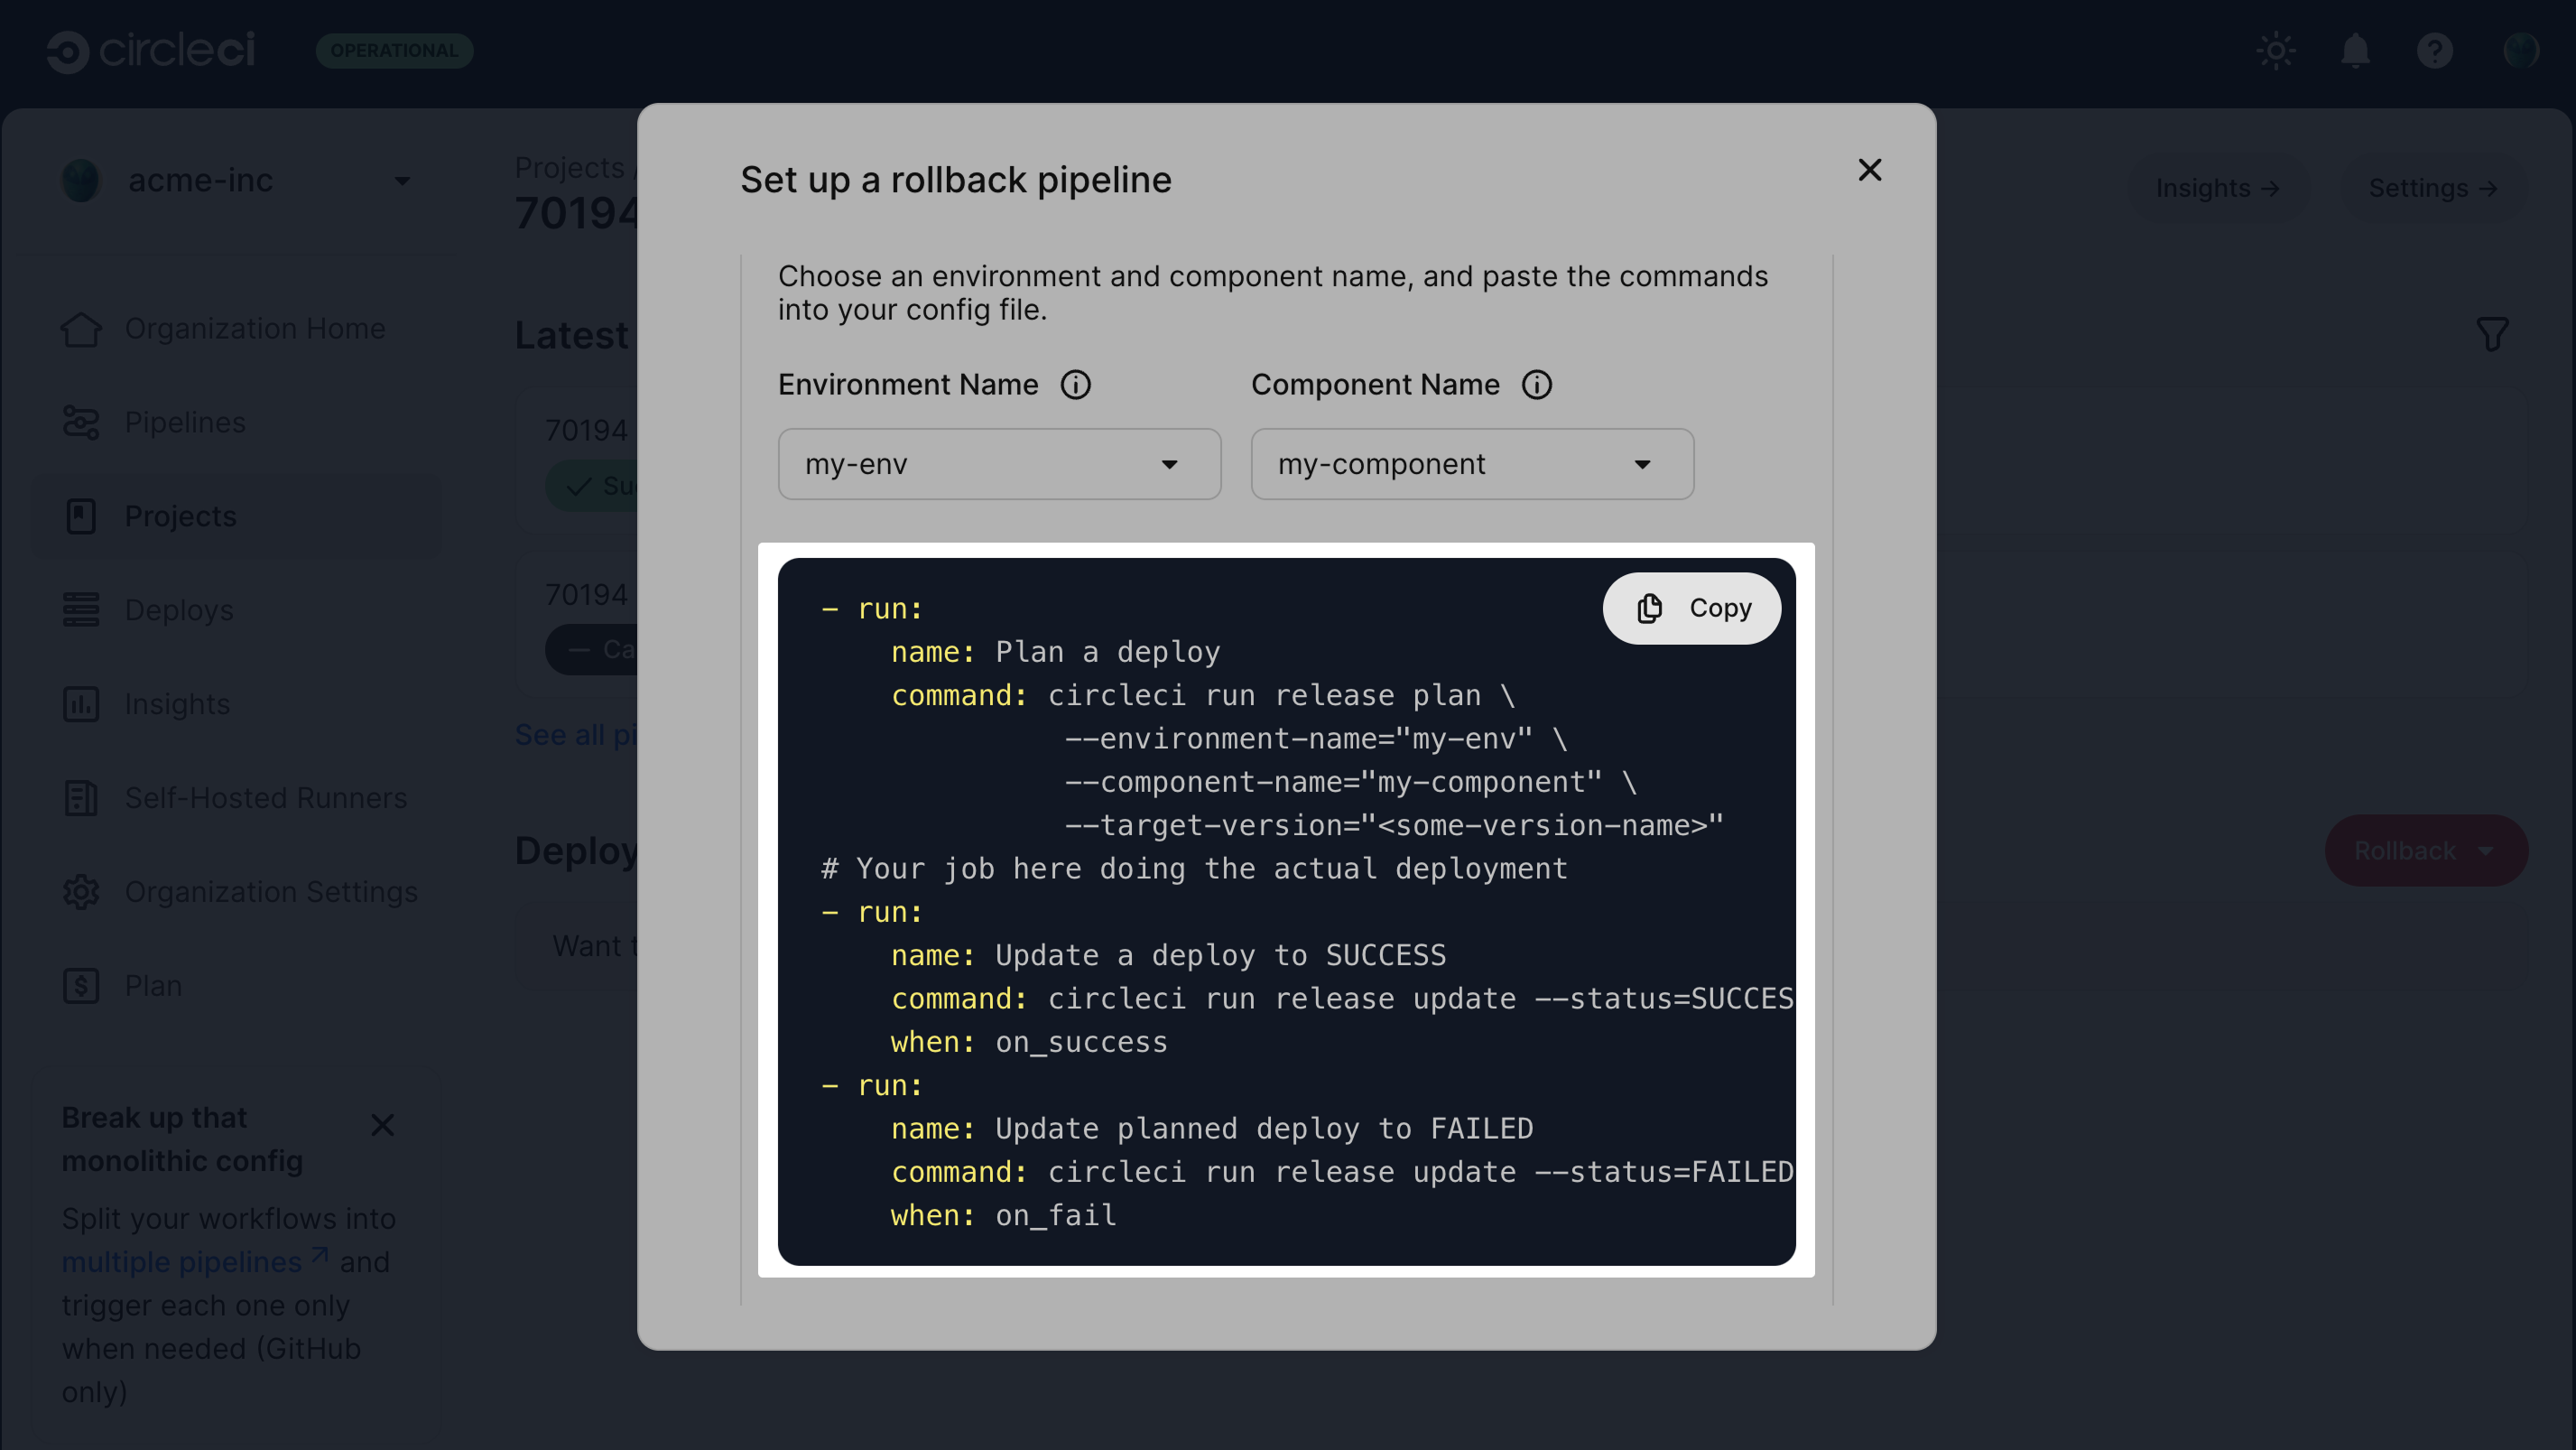 circleci
OPERATIONAL
acme-inc
Projects
70194
Insights →
Settings →
Organization Home
Pipelines
Projects
Deploys
Insights
Self-Hosted Runners
Organization Settings
Plan
Break up that
monolithic config
Split your workflows into
multiple pipelines ↗ and
trigger each one only
when needed (GitHub
only)
Latest
70194
70194
See all
Deploy
Want
Rollback
Set up a rollback pipeline
Choose an environment and component name, and paste the commands
into your config file.
Environment Name
Component Name
my-env
my-component
Copy
- run:
name: Plan a deploy
command: circleci run release plan \
--environment-name="my-env" \
--component-name="my-component" \
--target-version="<some-version-name>"
# Your job here doing the actual deployment
- run:
name: Update a deploy to SUCCESS
command: circleci run release update --status=SUCCES
when: on_success
- run:
name: Update planned deploy to FAILED
command: circleci run release update --status=FAILED
when: on_fail